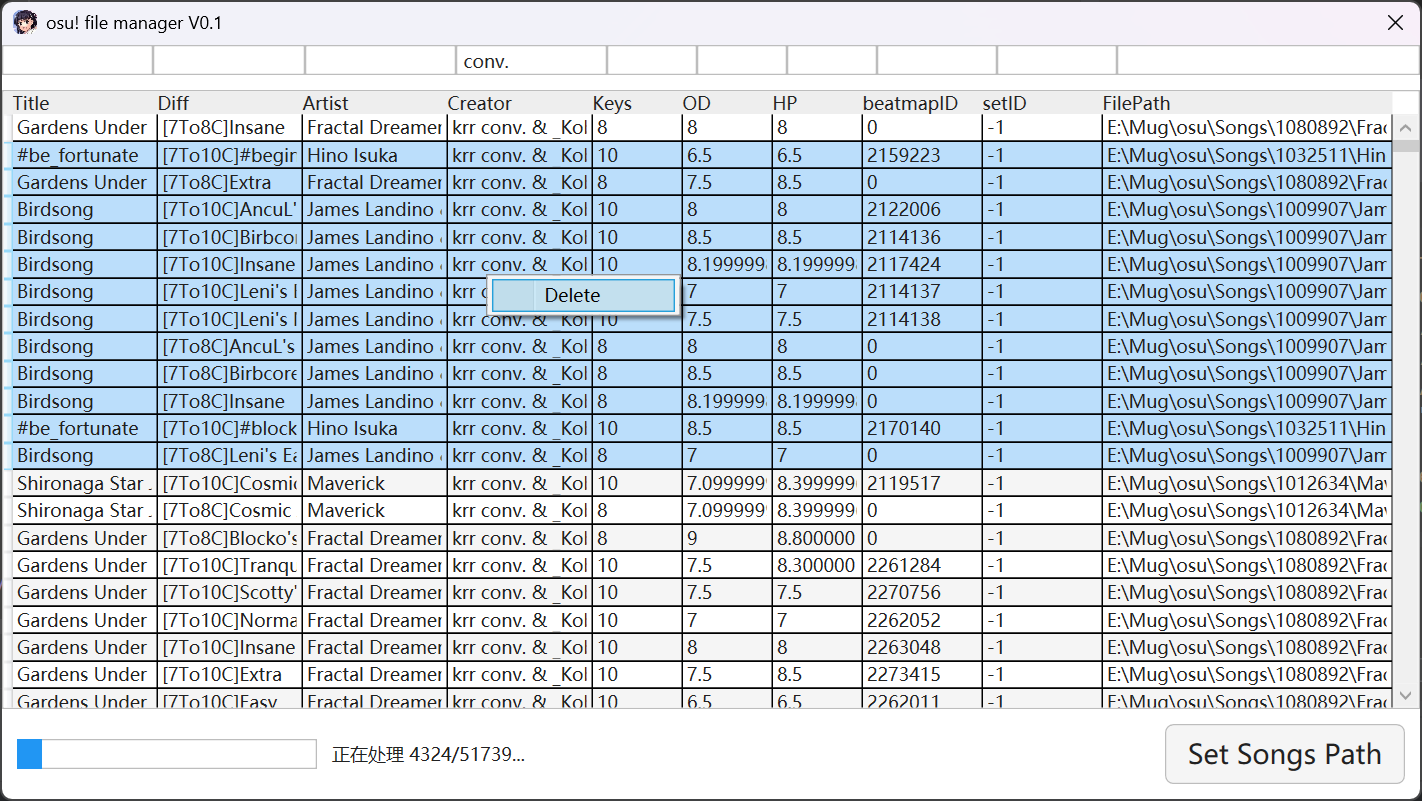 osu! file manager V0.1
conv.
Title Diff Artist Creator Keys OD HP beatmapID setID FilePath
Gardens Under [7To8C]Insane Fractal Dreamer krr conv. & _Kol 8 8 8 0 -1 E:\Mug\osu\Songs\1080892\Frac
#be_fortunate [7To10C]#begin Hino Isuka krr conv. & _Kol 10 6.5 6.5 2159223 -1 E:\Mug\osu\Songs\1032511\Hin
Gardens Under [7To8C]Extra Fractal Dreamer krr conv. & _Kol 8 7.5 8.5 0 -1 E:\Mug\osu\Songs\1080892\Frac
Birdsong [7To10C]AncuL' James Landino krr conv. & _Kol 10 8 8 2122006 -1 E:\Mug\osu\Songs\1009907\Jam
Birdsong [7To10C]Birbcor James Landino krr conv. & _Kol 10 8.5 8.5 2114136 -1 E:\Mug\osu\Songs\1009907\Jam
Birdsong [7To10C]Insane James Landino krr conv. & _Kol 10 8.199999 8.199999 2117424 -1 E:\Mug\osu\Songs\1009907\Jam
Birdsong [7To10C]Leni's James Landino krr 7 7 2114137 -1 E:\Mug\osu\Songs\1009907\Jam
Delete
Birdsong [7To10C]Leni's James Landino krr conv. & _Kol 10 7.5 7.5 2114138 -1 E:\Mug\osu\Songs\1009907\Jam
Birdsong [7To8C]AncuL's James Landino krr conv. & _Kol 8 8 8 0 -1 E:\Mug\osu\Songs\1009907\Jam
Birdsong [7To8C]Birbcore James Landino krr conv. & _Kol 8 8.5 8.5 0 -1 E:\Mug\osu\Songs\1009907\Jam
Birdsong [7To8C]Insane James Landino krr conv. & _Kol 8 8.199999 8.199999 0 -1 E:\Mug\osu\Songs\1009907\Jam
#be_fortunate [7To10C]#block Hino Isuka krr conv. & _Kol 10 8.5 8.5 2170140 -1 E:\Mug\osu\Songs\1032511\Hin
Birdsong [7To8C]Leni's Ea James Landino krr conv. & _Kol 8 7 7 0 -1 E:\Mug\osu\Songs\1009907\Jam
Shironaga Star [7To10C]Cosmic Maverick krr conv. & _Kol 10 7.099999 8.399999 2119517 -1 E:\Mug\osu\Songs\1012634\Mav
Shironaga Star [7To8C]Cosmic Maverick krr conv. & _Kol 8 7.099999 8.399999 0 -1 E:\Mug\osu\Songs\1012634\Mav
Gardens Under [7To8C]Blocko's Fractal Dreamer krr conv. & _Kol 8 9 8.800000 0 -1 E:\Mug\osu\Songs\1080892\Frac
Gardens Under [7To10C]Tranqu Fractal Dreamer krr conv. & _Kol 10 7.5 8.300000 2261284 -1 E:\Mug\osu\Songs\1080892\Frac
Gardens Under [7To10C]Scotty' Fractal Dreamer krr conv. & _Kol 10 7.5 7.5 2270756 -1 E:\Mug\osu\Songs\1080892\Frac
Gardens Under [7To10C]Norma Fractal Dreamer krr conv. & _Kol 10 7 7 2262052 -1 E:\Mug\osu\Songs\1080892\Frac
Gardens Under [7To10C]Insane Fractal Dreamer krr conv. & _Kol 10 8 8 2263048 -1 E:\Mug\osu\Songs\1080892\Frac
Gardens Under [7To10C]Extra Fractal Dreamer krr conv. & _Kol 10 7.5 8.5 2273415 -1 E:\Mug\osu\Songs\1080892\Frac
Gardens Under [7To10C]Easy Fractal Dreamer krr conv. & _Kol 10 6.5 6.5 2262011 -1 E:\Mug\osu\Songs\1080892\Frac
正在处理 4324/51739...
Set Songs Path